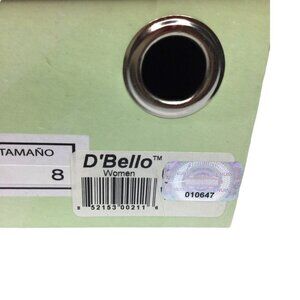 TAMAÑO
8
D'Bello™
Women
8 52153 00211 6
010647